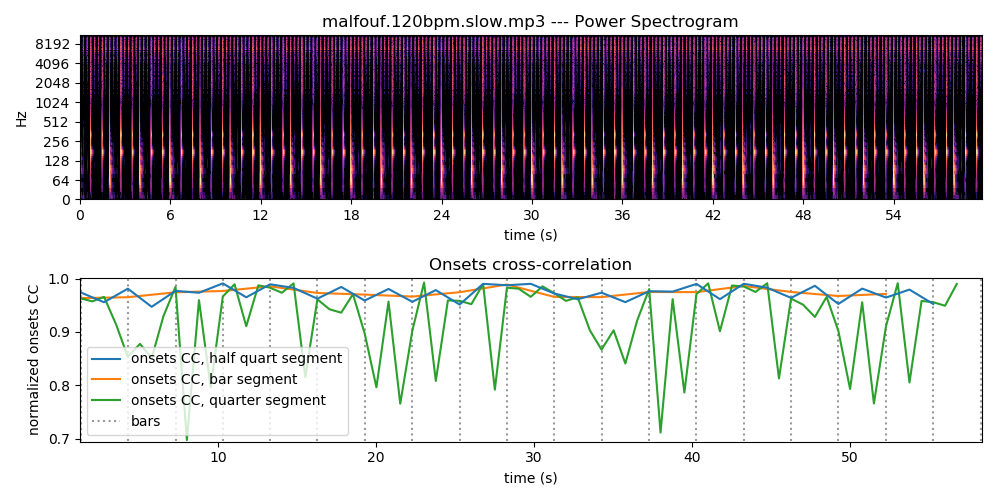 malfouf.120bpm.slow.mp3 --- Power Spectrogram
Hz
8192
4096
2048
1024
512
256
128
64
0
0 6 12 18 24 30 36 42 48 54
time (s)
Onsets cross-correlation
normalized onsets CC
1.0
0.9
0.8
0.7
onsets CC, half quart segment
onsets CC, bar segment
onsets CC, quarter segment
bars
10 20 30 40 50
time (s)